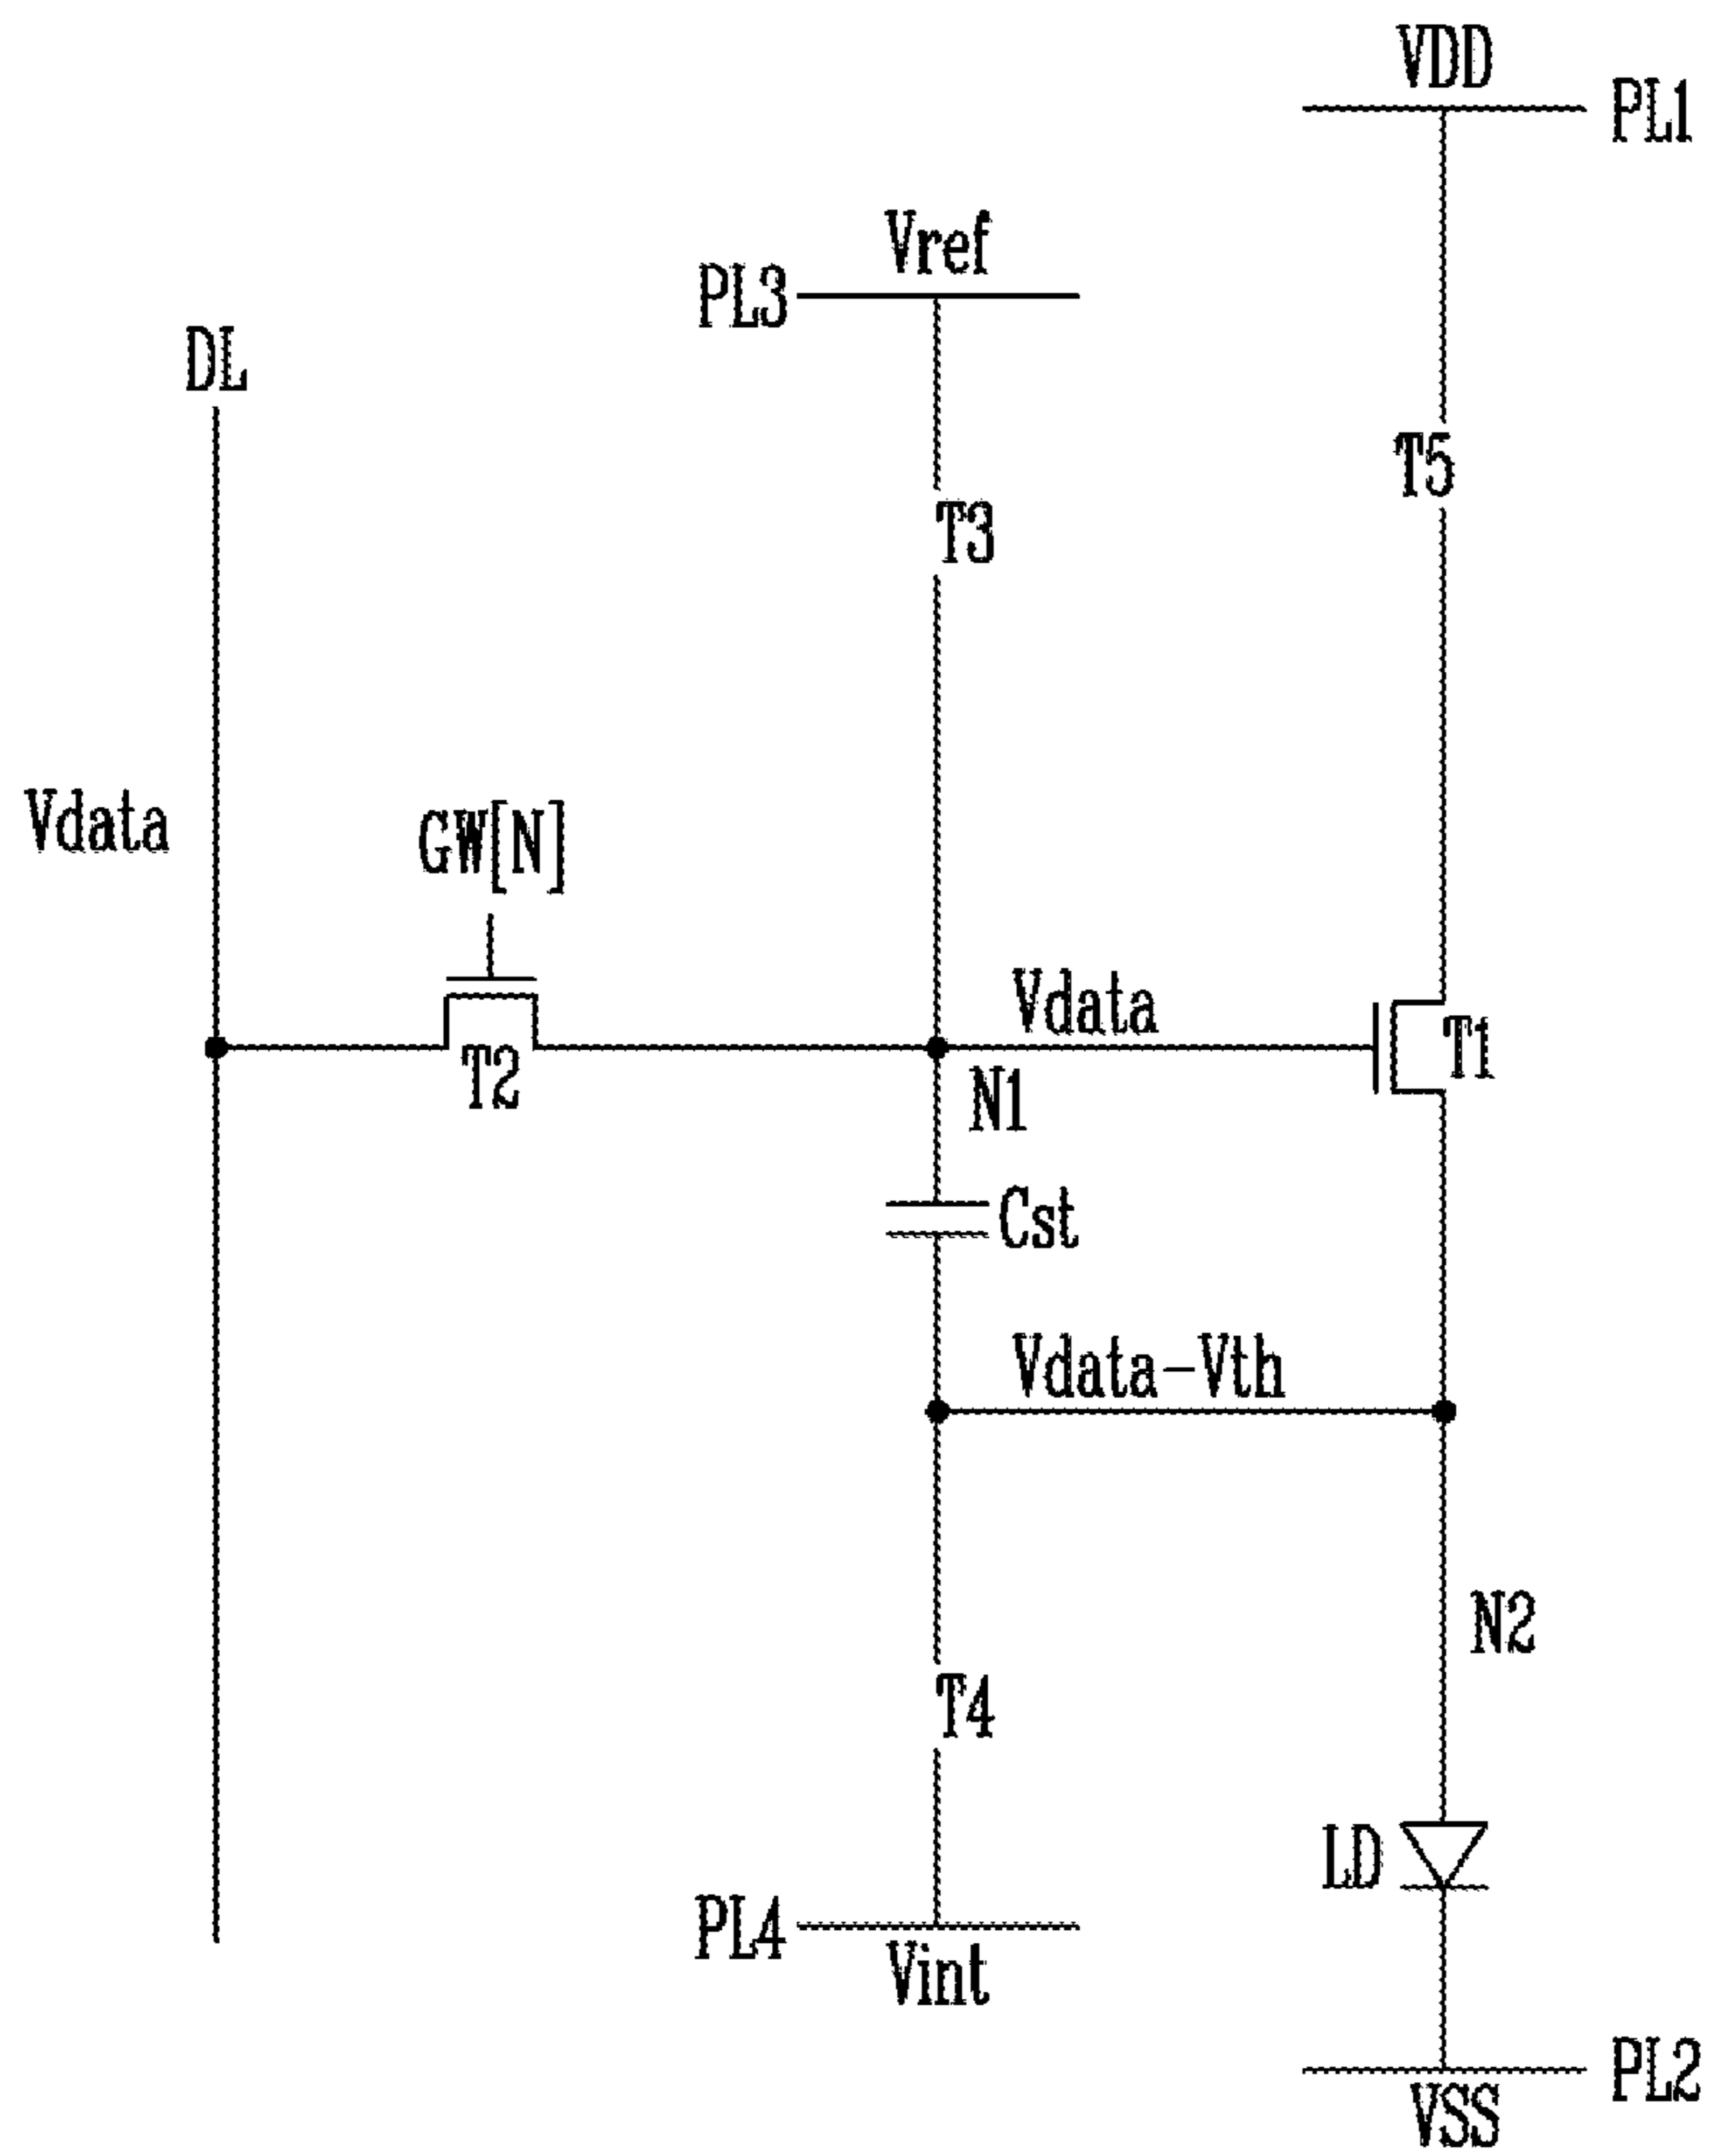 VDD
PL1
Vref
PL3
DL
T5
T3
Vdata
GW[N]
Vdata
T1
T2
N1
Cst
Vdata-Vth
N2
T4
LD
PL4
Vint
PL2
VSS